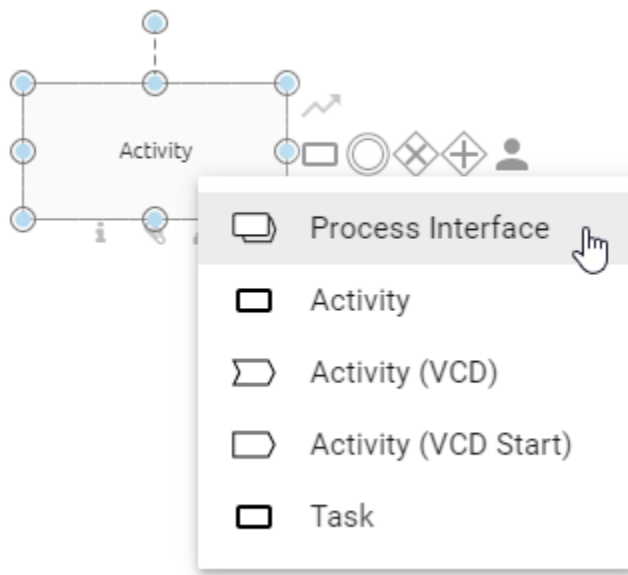 Activity
Process Interface
Activity
Activity (VCD)
Activity (VCD Start)
Task